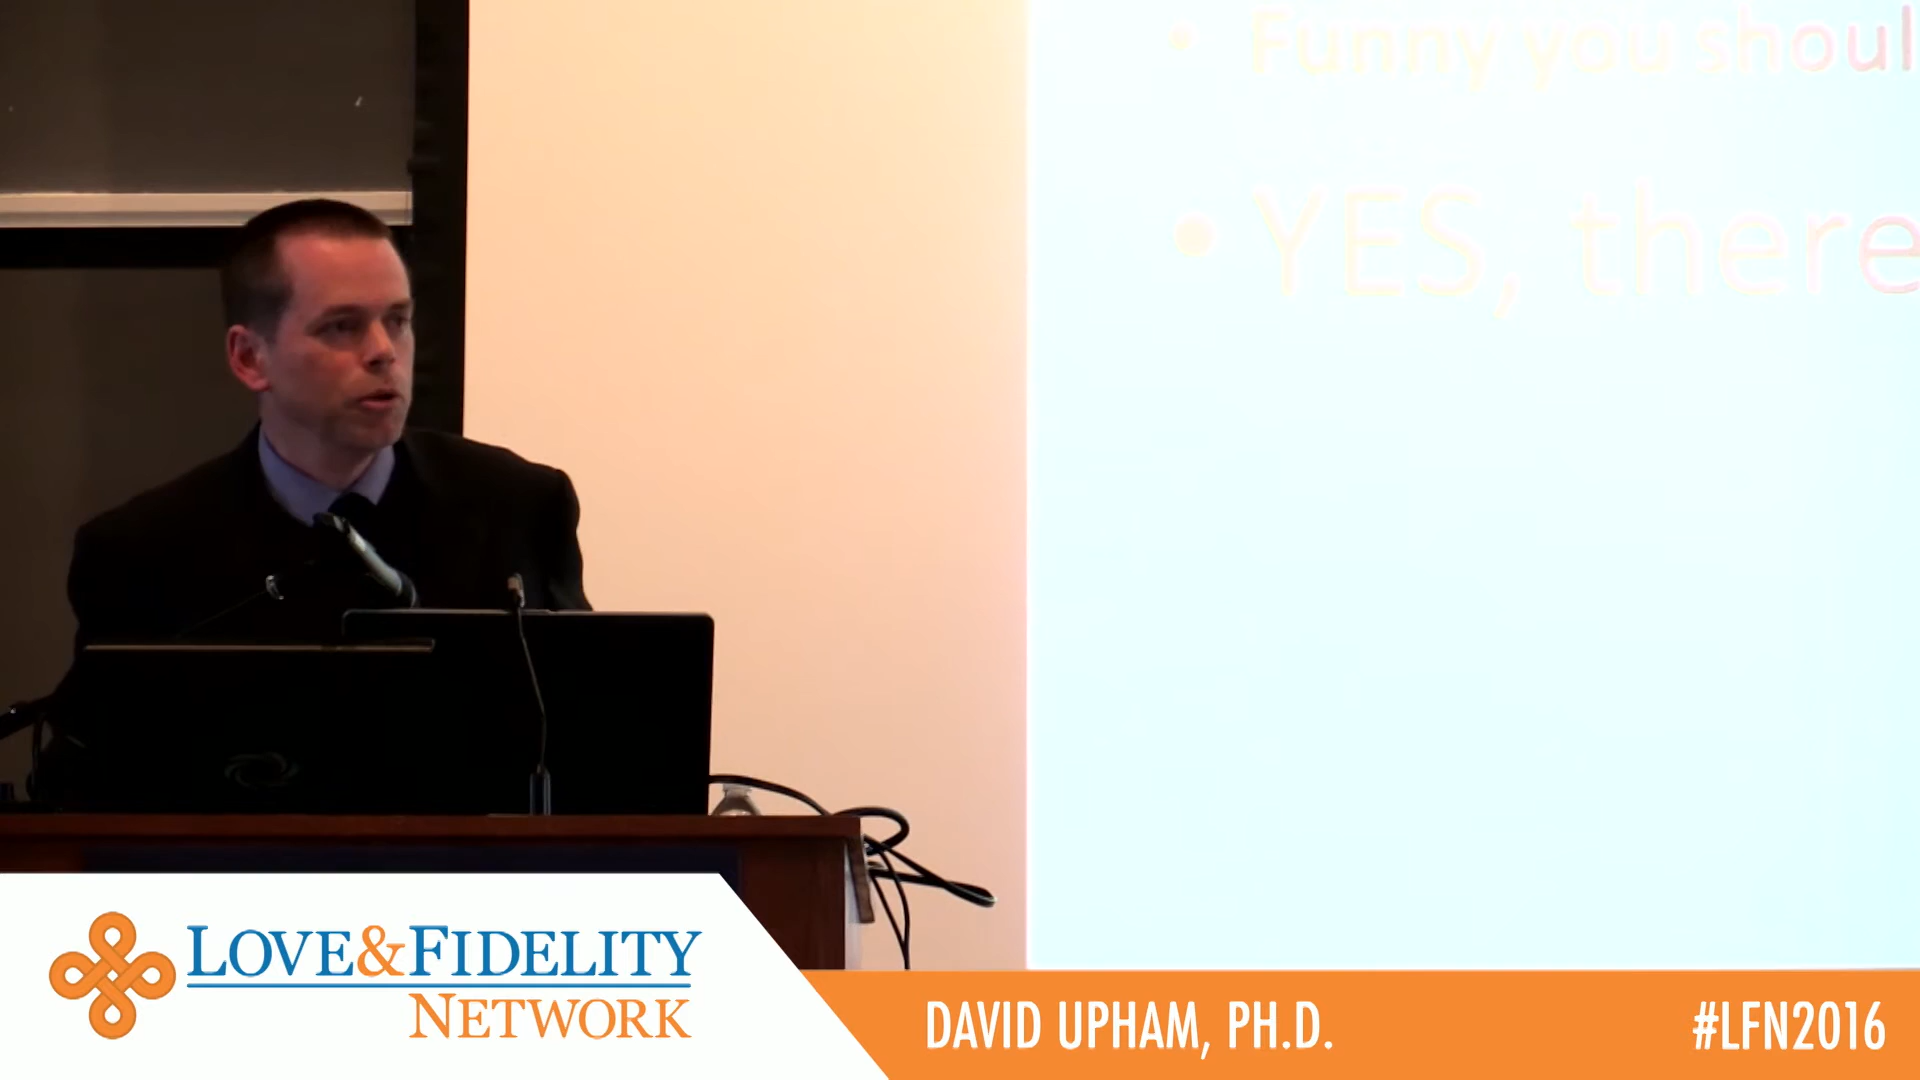 Funny you shoul
YES, there
LOVE&FIDELITY
NETWORK
DAVID UPHAM, PH.D.
#LFN2016